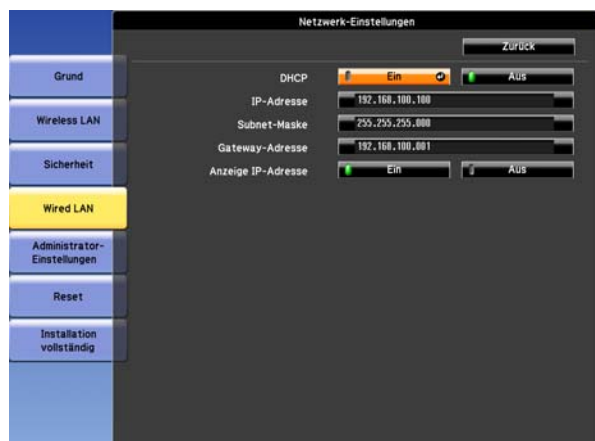 Netzwerk-Einstellungen
Zurück
Grund
Wireless LAN
Sicherheit
Wired LAN
Administrator-
Einstellungen
Reset
Installation
vollständig
DHCP Ein Aus
IP-Adresse 192.168.100.100
Subnet-Maske 255.255.255.000
Gateway-Adresse 192.168.100.001
Anzeige IP-Adresse Ein Aus